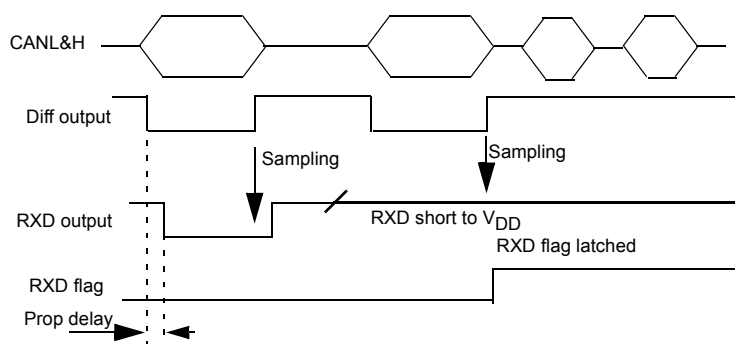 CANL&H
Diff output
Sampling
Sampling
RXD output
RXD short to VDD
RXD flag latched
RXD flag
Prop delay